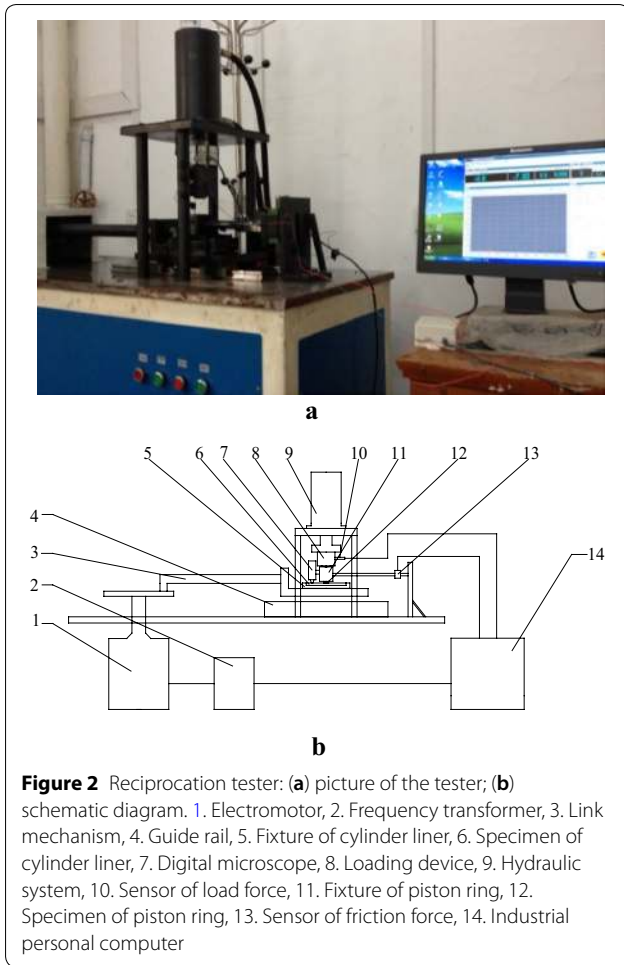 a
5 6 7 8 9 10 11 12 13
4
3
2
14
1
b
Figure 2 Reciprocation tester: (a) picture of the tester; (b)
schematic diagram. 1. Electromotor, 2. Frequency transformer, 3. Link
mechanism, 4. Guide rail, 5. Fixture of cylinder liner, 6. Specimen of
cylinder liner, 7. Digital microscope, 8. Loading device, 9. Hydraulic
system, 10. Sensor of load force, 11. Fixture of piston ring, 12.
Specimen of piston ring, 13. Sensor of friction force, 14. Industrial
personal computer